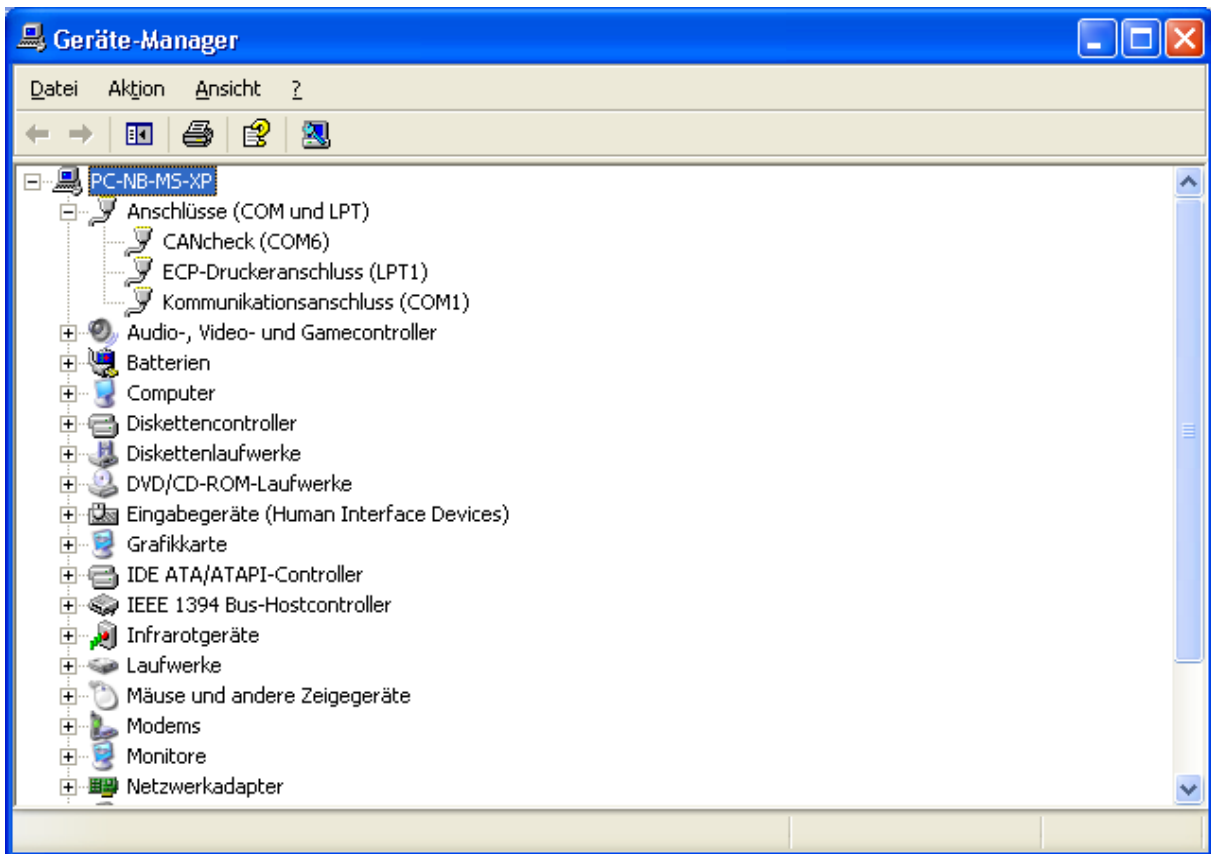 Geräte-Manager
Datei Aktion Ansicht ?
PC-NB-MS-XP
Anschlüsse (COM und LPT)
CANcheck (COM6)
ECP-Druckeranschluss (LPT1)
Kommunikationsanschluss (COM1)
Audio-, Video- und Gamecontroller
Batterien
Computer
Diskettencontroller
Diskettenlaufwerke
DVD/CD-ROM-Laufwerke
Eingabegeräte (Human Interface Devices)
Grafikkarte
IDE ATA/ATAPI-Controller
IEEE 1394 Bus-Hostcontroller
Infrarotgeräte
Laufwerke
Mäuse und andere Zeigegeräte
Modems
Monitore
Netzwerkadapter